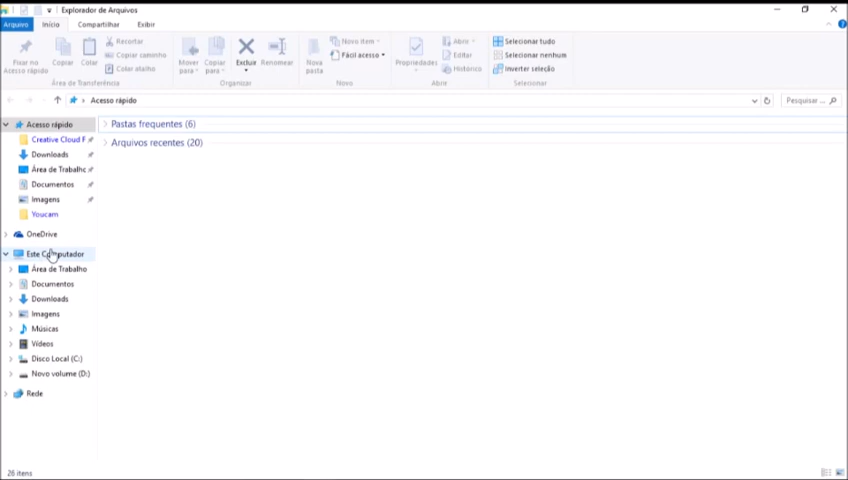 Explorador de Arquivos
Arquivo Início Compartilhar Exibir
Fixar no Acesso rápido
Copiar
Colar
Recortar
Copiar caminho
Colar atalho
Área de Transferência
Mover para
Copiar para
Excluir
Renomear
Organizar
Nova pasta
Novo item
Fácil acesso
Novo
Propriedades
Abrir
Editar
Histórico
Abrir
Selecionar tudo
Selecionar nenhum
Inverter seleção
Selecionar
Acesso rápido
Pesquisar ...
Acesso rápido
Creative Cloud F
Downloads
Área de Trabalho
Documentos
Imagens
Youcam
OneDrive
Este Computador
Área de Trabalho
Documentos
Downloads
Imagens
Músicas
Vídeos
Disco Local (C:)
Novo volume (D:)
Rede
Pastas frequentes (6)
Arquivos recentes (20)
26 itens